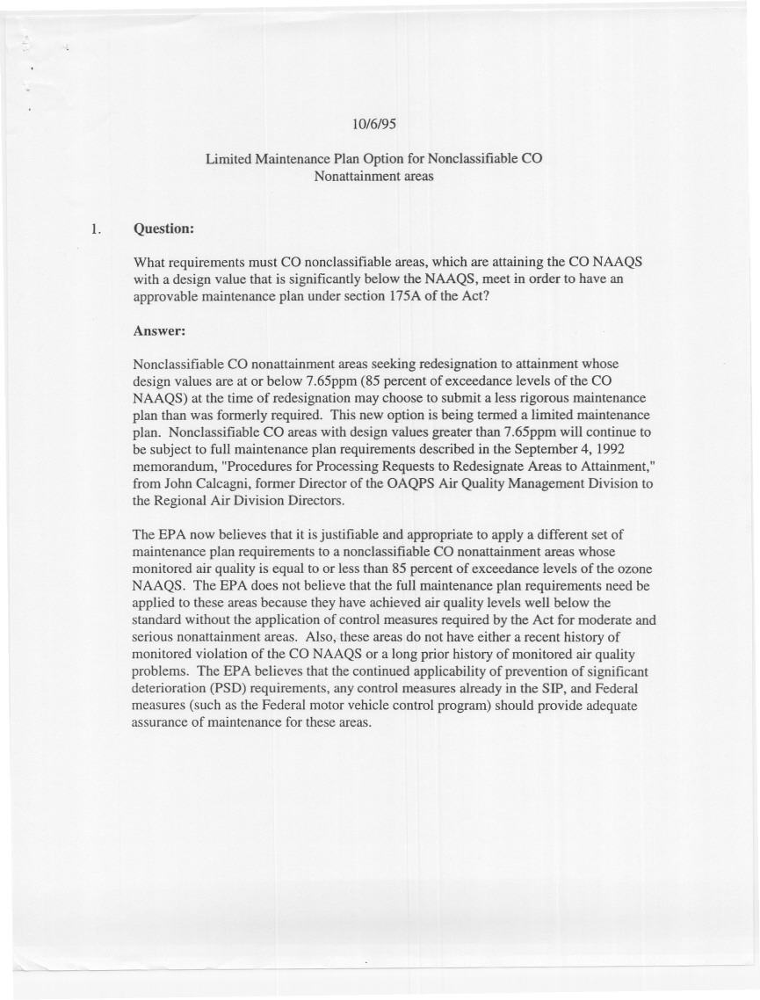 10/6/95
Limited Maintenance Plan Option for Nonclassifiable CO
Nonattainment areas
1. Question:
What requirements must CO nonclassifiable areas, which are attaining the CO NAAQS
with a design value that is significantly below the NAAQS, meet in order to have an
approvable maintenance plan under section 175A of the Act?
Answer:
Nonclassifiable CO nonattainment areas seeking redesignation to attainment whose
design values are at or below 7.65ppm (85 percent of exceedance levels of the CO
NAAQS) at the time of redesignation may choose to submit a less rigorous maintenance
plan than was formerly required. This new option is being termed a limited maintenance
plan. Nonclassifiable CO areas with design values greater than 7.65ppm will continue to
be subject to full maintenance plan requirements described in the September 4, 1992
memorandum, "Procedures for Processing Requests to Redesignate Areas to Attainment,"
from John Calcagni, former Director of the OAQPS Air Quality Management Division to
the Regional Air Division Directors.
The EPA now believes that it is justifiable and appropriate to apply a different set of
maintenance plan requirements to a nonclassifiable CO nonattainment areas whose
monitored air quality is equal to or less than 85 percent of exceedance levels of the ozone
NAAQS. The EPA does not believe that the full maintenance plan requirements need be
applied to these areas because they have achieved air quality levels well below the
standard without the application of control measures required by the Act for moderate and
serious nonattainment areas. Also, these areas do not have either a recent history of
monitored violation of the CO NAAQS or a long prior history of monitored air quality
problems. The EPA believes that the continued applicability of prevention of significant
deterioration (PSD) requirements, any control measures already in the SIP, and Federal
measures (such as the Federal motor vehicle control program) should provide adequate
assurance of maintenance for these areas.